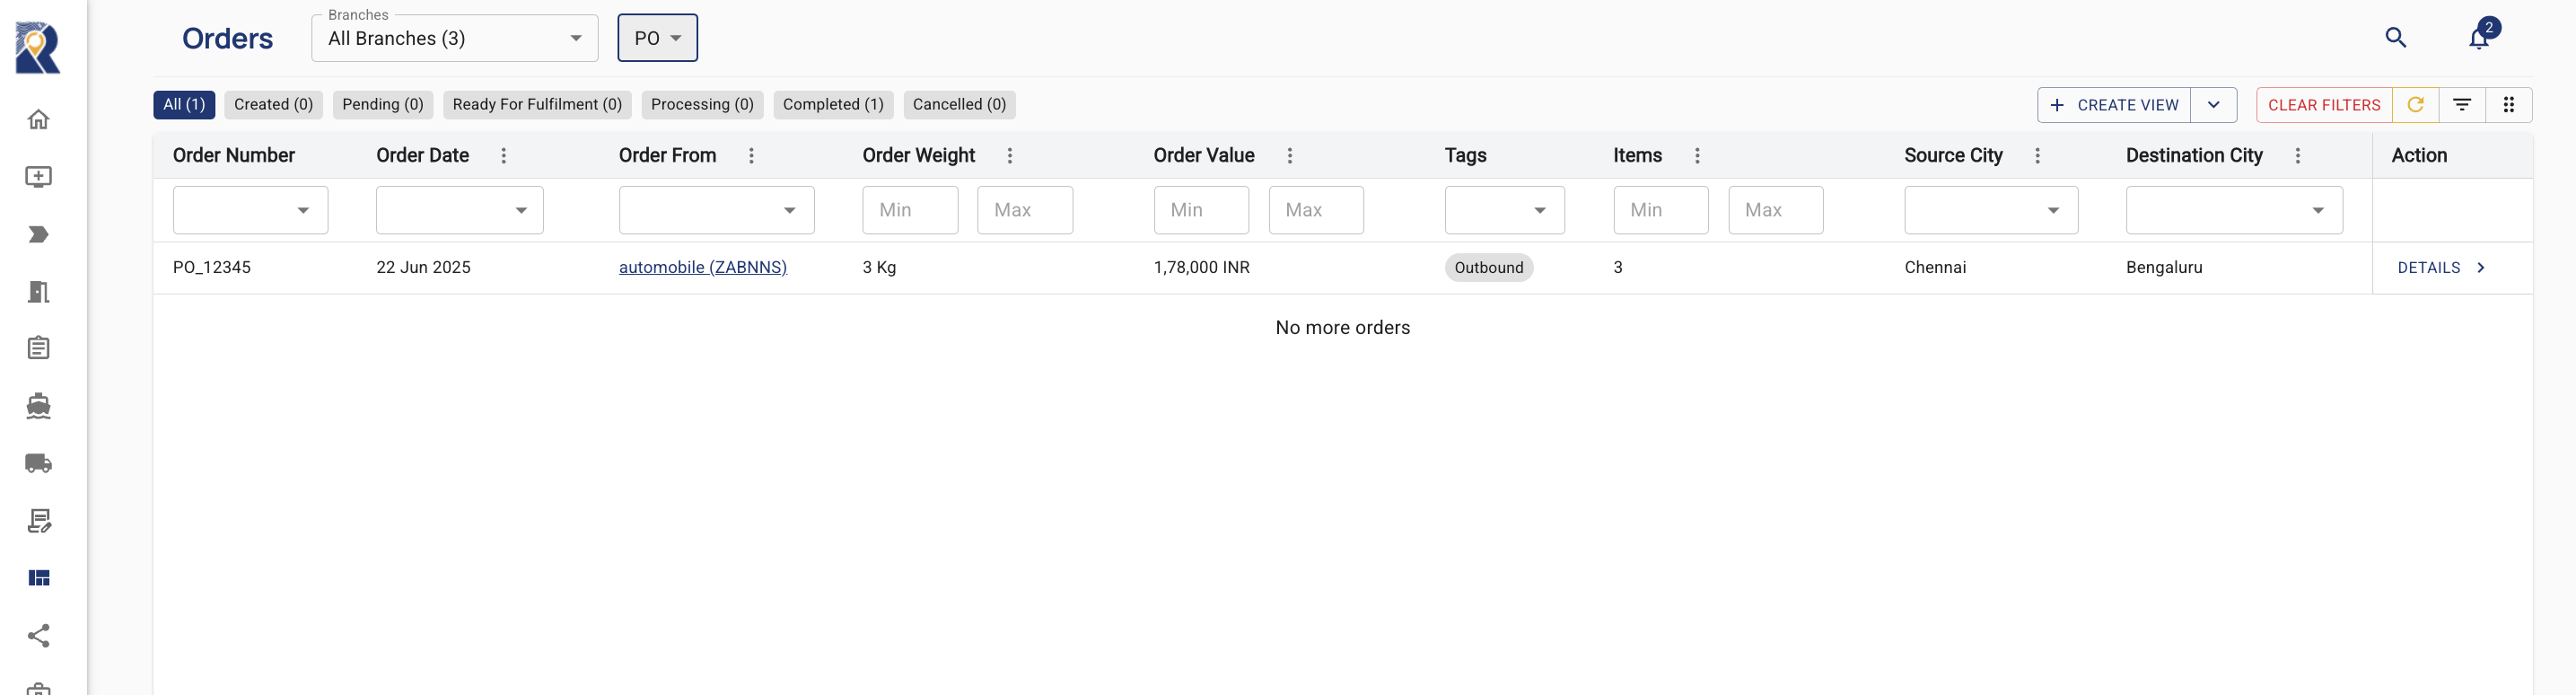 Branches
Orders All Branches (3) PO 2
All (1) Created (0) Pending (0) Ready For Fulfilment (0) Processing (0) Completed (1) Cancelled (0) + CREATE VIEW CLEAR FILTERS
Order Number Order Date Order From Order Weight Order Value Tags Items Source City Destination City Action
Min Max Min Max Min Max
PO_12345 22 Jun 2025 automobile (ZABNNS) 3 Kg 1,78,000 INR Outbound 3 Chennai Bengaluru DETAILS
No more orders